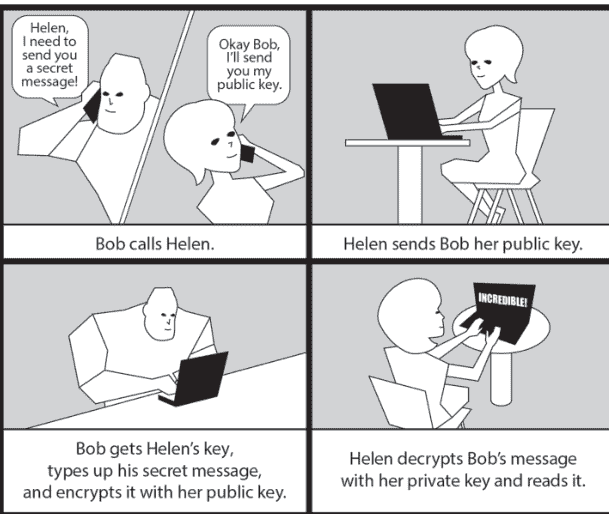 Helen,
I need to
send you
a secret
message!
Okay Bob,
I'll send
you my
public key.
Bob calls Helen.
Helen sends Bob her public key.
INCREDIBLE!
Bob gets Helen's key,
types up his secret message,
and encrypts it with her public key.
Helen decrypts Bob's message
with her private key and reads it.